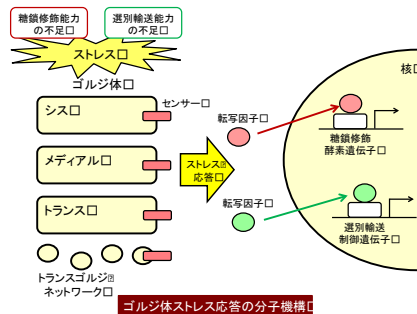 糖鎖修飾能力
の不足□
選別輸送能力
の不足□
ストレス□
ゴルジ体□
核□
センサー□
シス□
転写因子□
糖鎖修飾
酵素遺伝子□
メディアル□
ストレス
応答□
トランス□
転写因子□
選別輸送
制御遺伝子□
トランスゴルジ
ネットワーク□
ゴルジ体ストレス応答の分子機構□